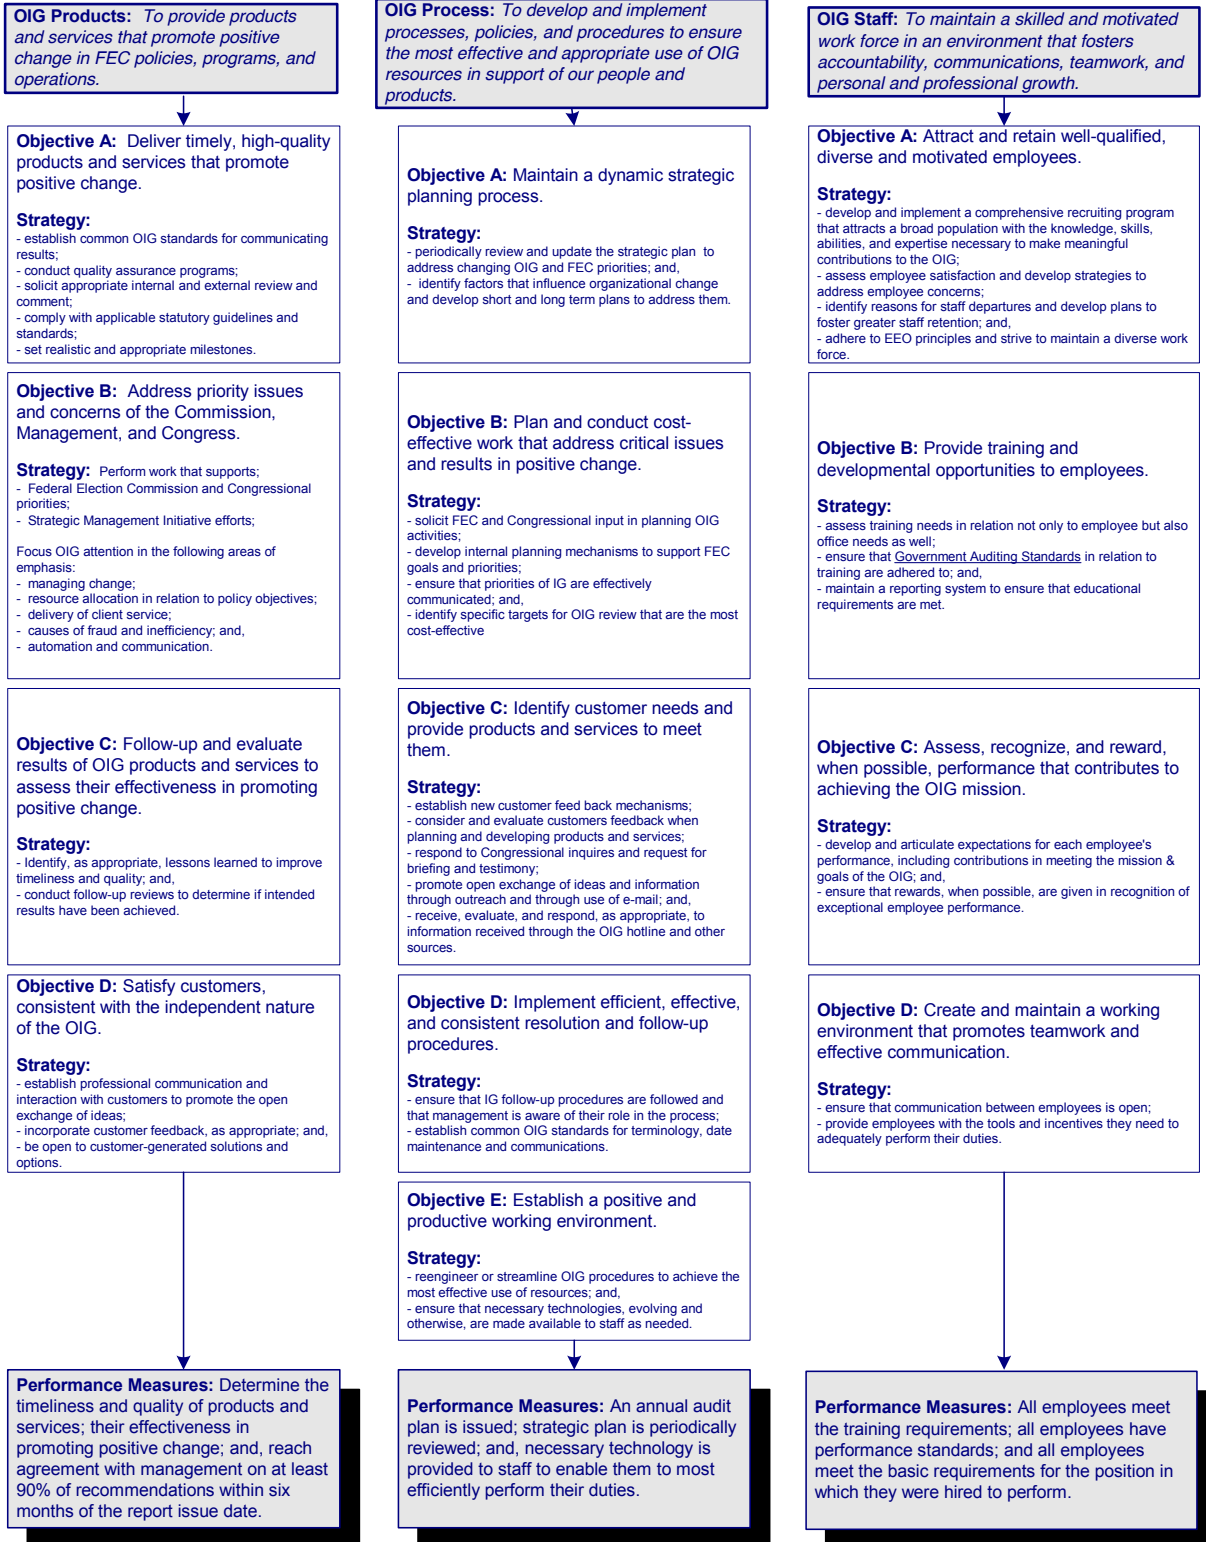 OIG Products: To provide products
and services that promote positive
change in FEC policies, programs, and
operations.
Objective A: Deliver timely, high-quality
products and services that promote
positive change.
Strategy:
- establish common OIG standards for communicating
results;
- conduct quality assurance programs;
- solicit appropriate internal and external review and
comment;
- comply with applicable statutory guidelines and
standards;
- set realistic and appropriate milestones.
Objective B: Address priority issues
and concerns of the Commission,
Management, and Congress.
Strategy: Perform work that supports;
- Federal Election Commission and Congressional
priorities;
- Strategic Management Initiative efforts;
Focus OIG attention in the following areas of
emphasis:
- managing change;
- resource allocation in relation to policy objectives;
- delivery of client service;
- causes of fraud and inefficiency; and,
- automation and communication.
Objective C: Follow-up and evaluate
results of OIG products and services to
assess their effectiveness in promoting
positive change.
Strategy:
- Identify, as appropriate, lessons learned to improve
timeliness and quality; and,
- conduct follow-up reviews to determine if intended
results have been achieved.
Objective D: Satisfy customers,
consistent with the independent nature
of the OIG.
Strategy:
- establish professional communication and
interaction with customers to promote the open
exchange of ideas;
- incorporate customer feedback, as appropriate; and,
- be open to customer-generated solutions and
options.
Performance Measures: Determine the
timeliness and quality of products and
services; their effectiveness in
promoting positive change; and, reach
agreement with management on at least
90% of recommendations within six
months of the report issue date.
OIG Process: To develop and implement
processes, policies, and procedures to ensure
the most effective and appropriate use of OIG
resources in support of our people and
products.
Objective A: Maintain a dynamic strategic
planning process.
Strategy:
- periodically review and update the strategic plan to
address changing OIG and FEC priorities; and,
- identify factors that influence organizational change
and develop short and long term plans to address them.
Objective B: Plan and conduct cost-
effective work that address critical issues
and results in positive change.
Strategy:
- solicit FEC and Congressional input in planning OIG
activities;
- develop internal planning mechanisms to support FEC
goals and priorities;
- ensure that priorities of IG are effectively
communicated; and,
- identify specific targets for OIG review that are the most
cost-effective
Objective C: Identify customer needs and
provide products and services to meet
them.
Strategy:
- establish new customer feed back mechanisms;
- consider and evaluate customers feedback when
planning and developing products and services;
- respond to Congressional inquires and request for
briefing and testimony;
- promote open exchange of ideas and information
through outreach and through use of e-mail; and,
- receive, evaluate, and respond, as appropriate, to
information received through the OIG hotline and other
sources.
Objective D: Implement efficient, effective,
and consistent resolution and follow-up
procedures.
Strategy:
- ensure that IG follow-up procedures are followed and
that management is aware of their role in the process;
- establish common OIG standards for terminology, date
maintenance and communications.
Objective E: Establish a positive and
productive working environment.
Strategy:
- reengineer or streamline OIG procedures to achieve the
most effective use of resources; and,
- ensure that necessary technologies, evolving and
otherwise, are made available to staff as needed.
Performance Measures: An annual audit
plan is issued; strategic plan is periodically
reviewed; and, necessary technology is
provided to staff to enable them to most
efficiently perform their duties.
OIG Staff: To maintain a skilled and motivated
work force in an environment that fosters
accountability, communications, teamwork, and
personal and professional growth.
Objective A: Attract and retain well-qualified,
diverse and motivated employees.
Strategy:
- develop and implement a comprehensive recruiting program
that attracts a broad population with the knowledge, skills,
abilities, and expertise necessary to make meaningful
contributions to the OIG;
- assess employee satisfaction and develop strategies to
address employee concerns;
- identify reasons for staff departures and develop plans to
foster greater staff retention; and,
- adhere to EEO principles and strive to maintain a diverse work
force.
Objective B: Provide training and
developmental opportunities to employees.
Strategy:
- assess training needs in relation not only to employee but also
office needs as well;
- ensure that Government Auditing Standards in relation to
training are adhered to; and,
- maintain a reporting system to ensure that educational
requirements are met.
Objective C: Assess, recognize, and reward,
when possible, performance that contributes to
achieving the OIG mission.
Strategy:
- develop and articulate expectations for each employee's
performance, including contributions in meeting the mission &
goals of the OIG; and,
- ensure that rewards, when possible, are given in recognition of
exceptional employee performance.
Objective D: Create and maintain a working
environment that promotes teamwork and
effective communication.
Strategy:
- ensure that communication between employees is open;
- provide employees with the tools and incentives they need to
adequately perform their duties.
Performance Measures: All employees meet
the training requirements; all employees have
performance standards; and all employees
meet the basic requirements for the position in
which they were hired to perform.